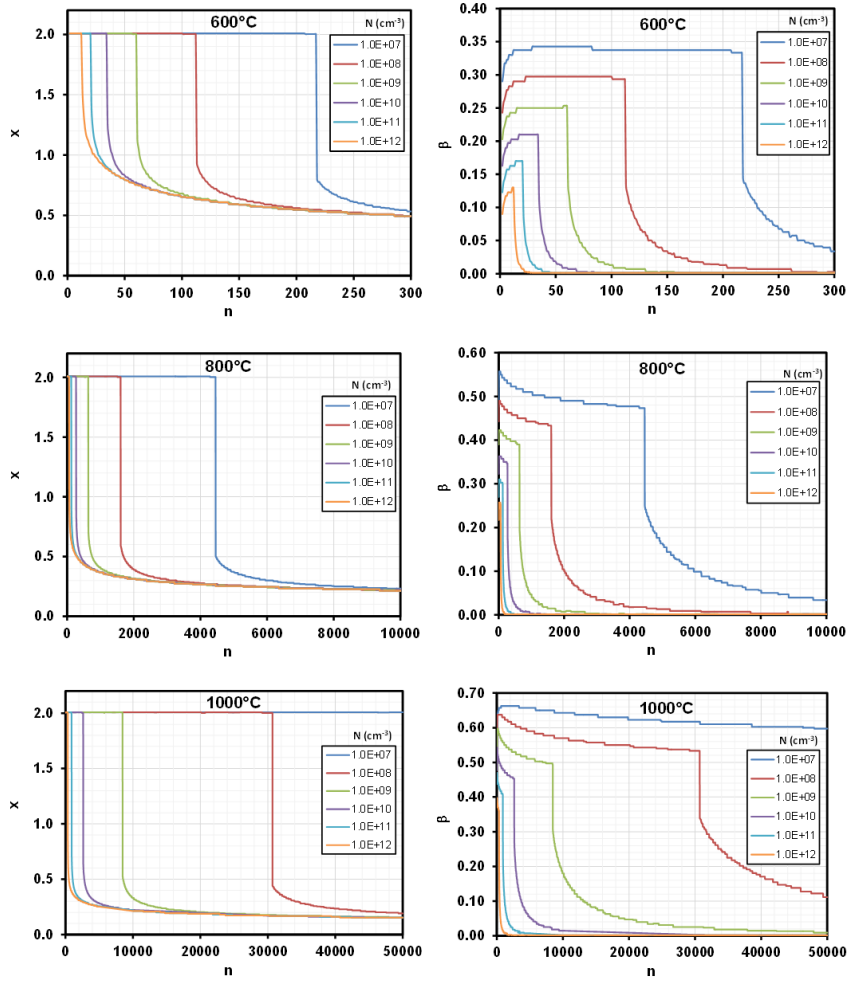 600°C
N (cm-3)
1.0E+07
1.0E+08
1.0E+09
1.0E+10
1.0E+11
1.0E+12
2.0
1.5
1.0
0.5
0.0
x
0 50 100 150 200 250 300
n
600°C
N (cm-3)
1.0E+07
1.0E+08
1.0E+09
1.0E+10
1.0E+11
1.0E+12
0.40
0.35
0.30
0.25
0.20
0.15
0.10
0.05
0.00
β
0 50 100 150 200 250 300
n
800°C
N (cm-3)
1.0E+07
1.0E+08
1.0E+09
1.0E+10
1.0E+11
1.0E+12
2.0
1.5
1.0
0.5
0.0
x
0 2000 4000 6000 8000 10000
n
800°C
N (cm-3)
1.0E+07
1.0E+08
1.0E+09
1.0E+10
1.0E+11
1.0E+12
0.60
0.50
0.40
0.30
0.20
0.10
0.00
β
0 2000 4000 6000 8000 10000
n
1000°C
N (cm-3)
1.0E+07
1.0E+08
1.0E+09
1.0E+10
1.0E+11
1.0E+12
2.0
1.5
1.0
0.5
0.0
x
0 10000 20000 30000 40000 50000
n
1000°C
N (cm-3)
1.0E+07
1.0E+08
1.0E+09
1.0E+10
1.0E+11
1.0E+12
0.70
0.60
0.50
0.40
0.30
0.20
0.10
0.00
β
0 10000 20000 30000 40000 50000
n